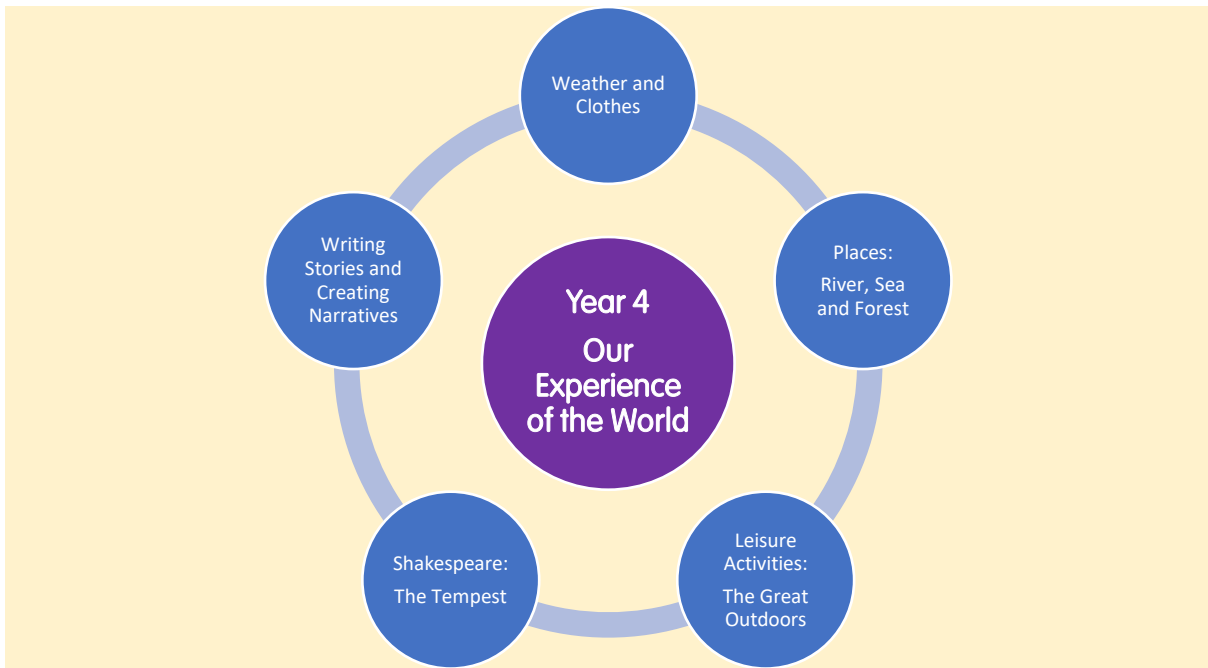 Weather and
Clothes
Places:
River, Sea
and Forest
Leisure
Activities:
The Great
Outdoors
Shakespeare:
The Tempest
Writing
Stories and
Creating
Narratives
Year 4
Our
Experience
of the World